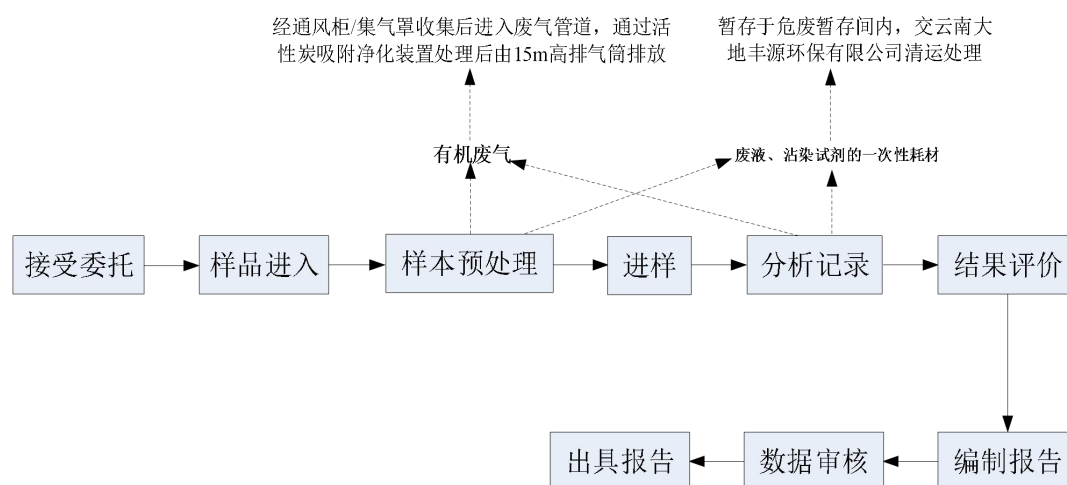 经通风柜/集气罩收集后进入废气管道，通过活
性炭吸附净化装置处理后由15m高排气筒排放
暂存于危废暂存间内，交云南大
地丰源环保有限公司清运处理
有机废气
废液、沾染试剂的一次性耗材
接受委托
样品进入
样本预处理
进样
分析记录
结果评价
出具报告
数据审核
编制报告